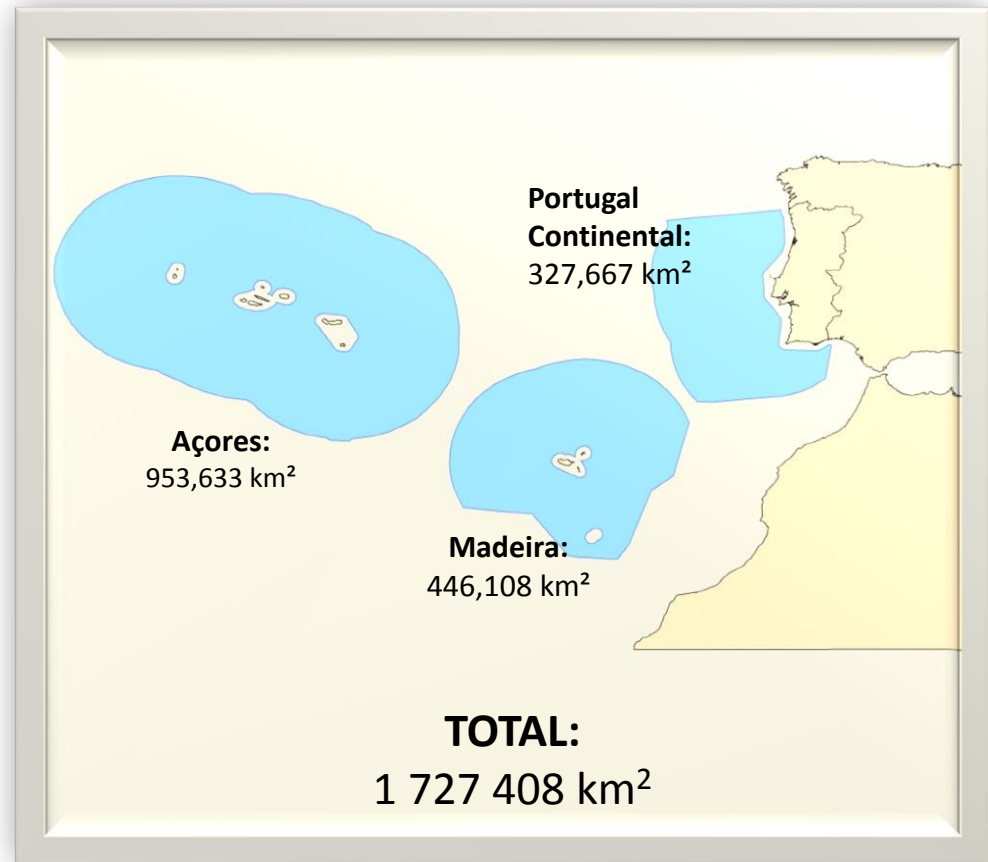 Portugal
Continental:
327,667 km²
Açores:
953,633 km²
Madeira:
446,108 km²
TOTAL:
1 727 408 km²